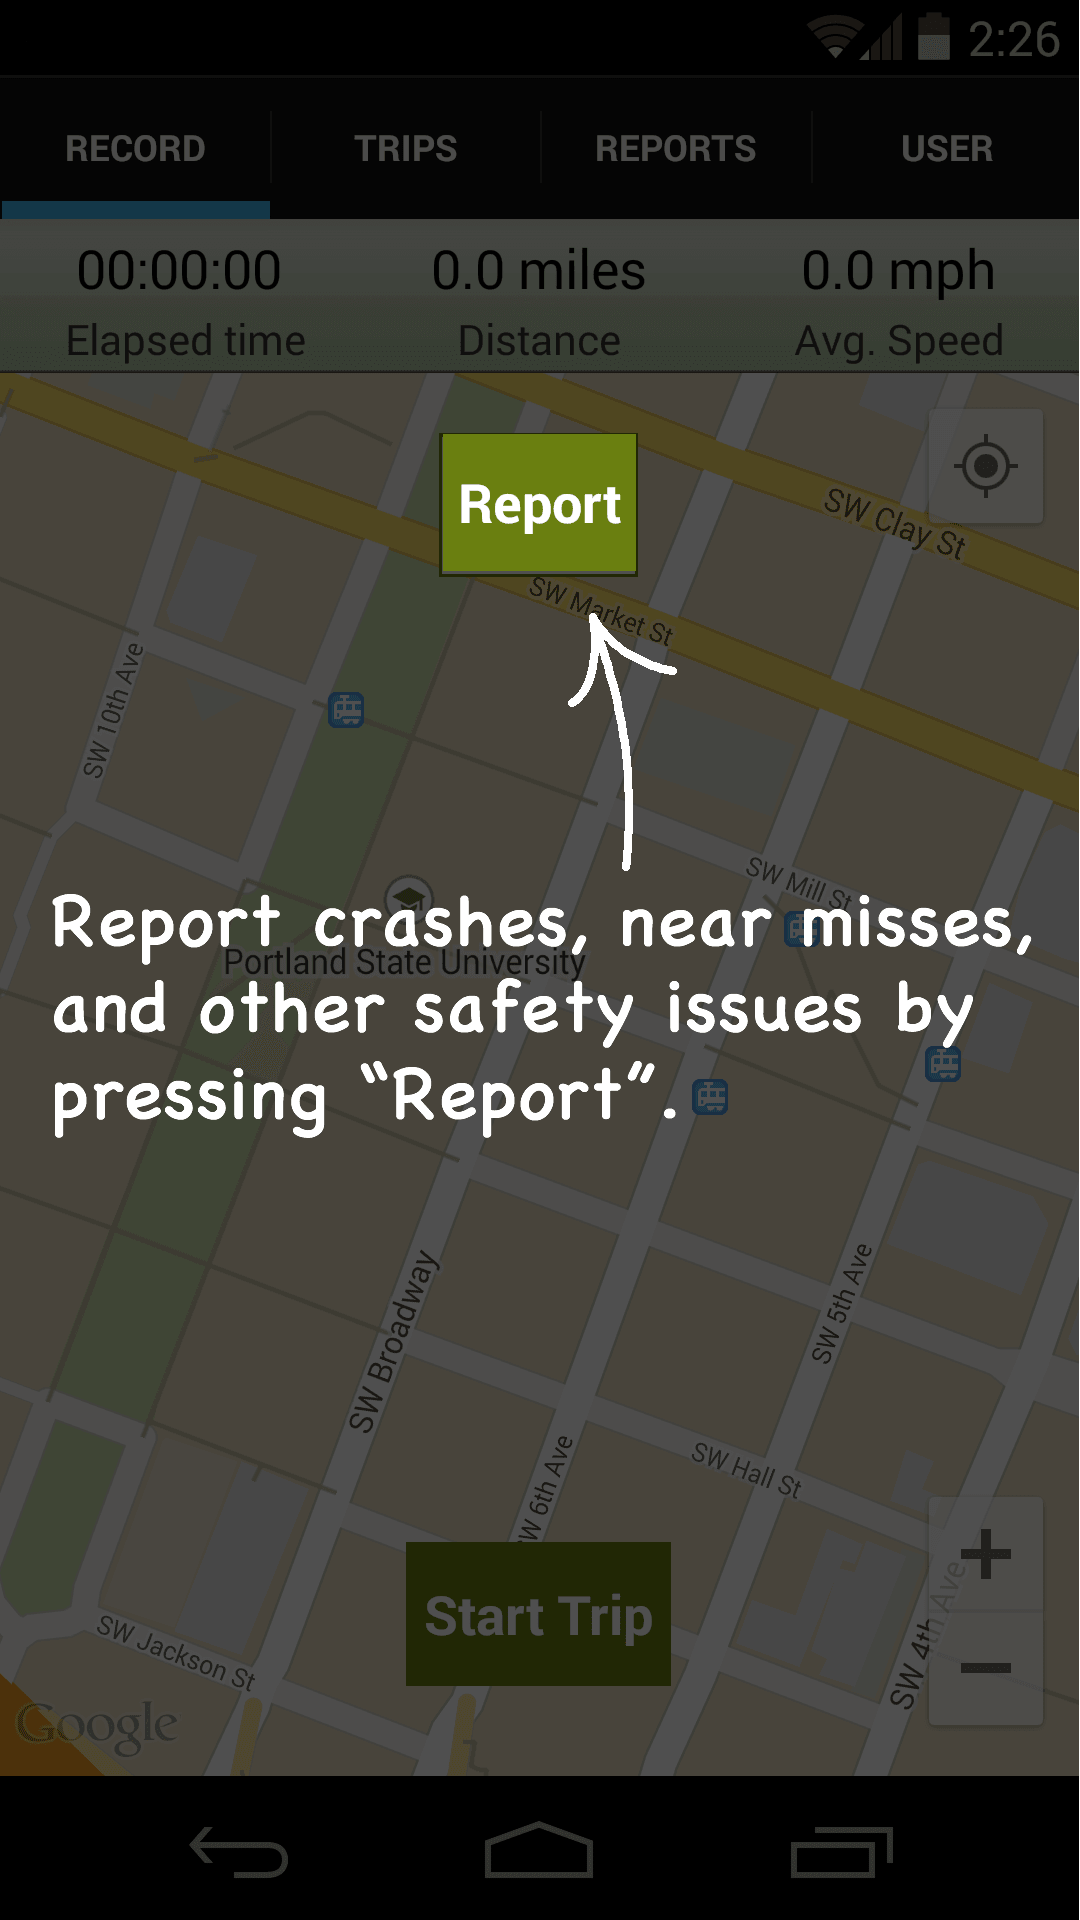 2:26
RECORD TRIPS REPORTS USER
00:00:00 0.0 miles 0.0 mph
Elapsed time Distance Avg. Speed
Report
SW Clay St
SW Market St
SW 10th Ave
SW Mill St
Report crashes, near misses,
Portland State University
and other safety issues by
pressing “Report”.
SW Broadway
SW 5th Ave
SW 6th Ave
SW Hall St
SW 4th Ave
Start Trip
SW Jackson St
Google